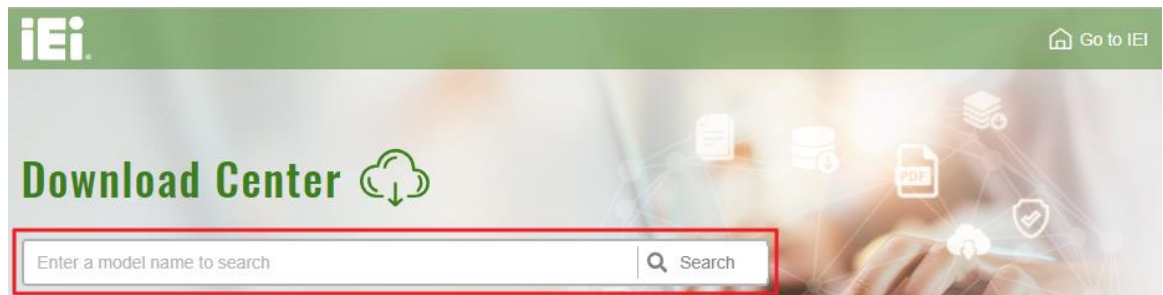 iEi.
Go to IEI
Download Center
Enter a model name to search
Search
PDF